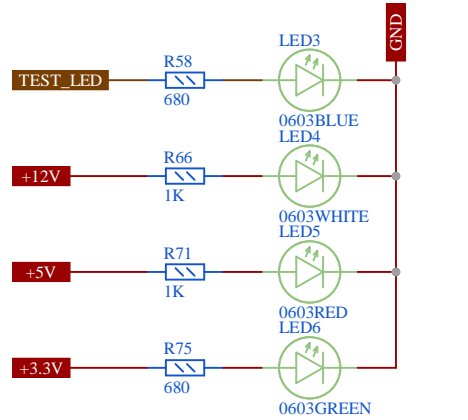 GND
LED3
R58
TEST_LED
680
0603BLUE
LED4
R66
+12V
1K
0603WHITE
LED5
R71
+5V
1K
0603RED
LED6
R75
+3.3V
680
0603GREEN